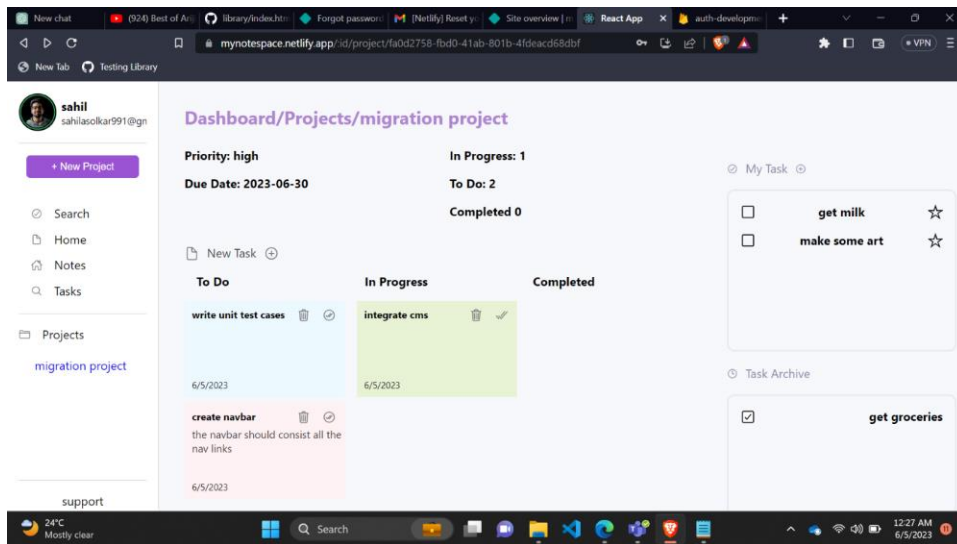 New chat
(924) Best of Arij
library/index.htm
Forgot password
[Netlify] Reset yo
Site overview | m
React App
auth-developme
mynotespace.netlify.app/:id/project/fa0d2758-fbd0-41ab-801b-4fdeacd68dbf
VPN
New Tab
Testing Library
sahil
sahilasolkar991@gn
+ New Project
Search
Home
Notes
Tasks
Projects
migration project
support
Dashboard/Projects/migration project
Priority: high
In Progress: 1
Due Date: 2023-06-30
To Do: 2
Completed 0
New Task
To Do
In Progress
Completed
write unit test cases
6/5/2023
integrate cms
6/5/2023
create navbar
the navbar should consist all the
nav links
6/5/2023
My Task
get milk
make some art
Task Archive
get groceries
24°C
Mostly clear
Search
12:27 AM
6/5/2023
11